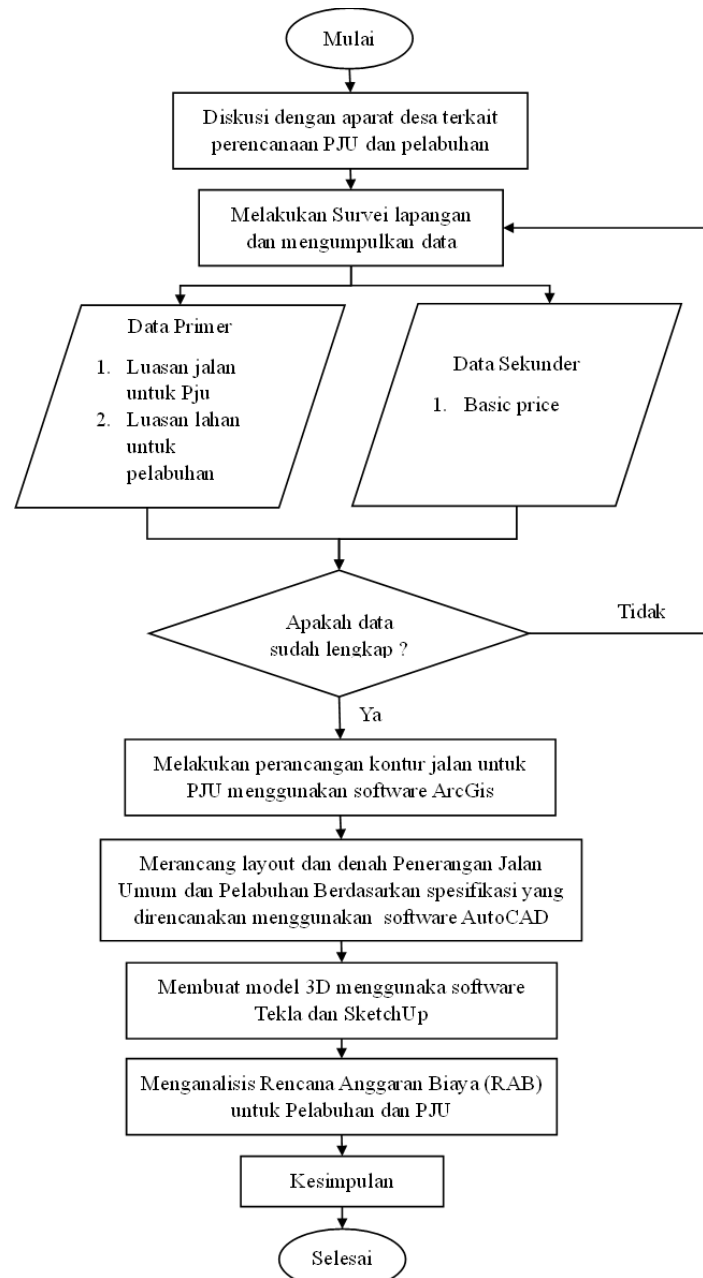 Mulai
Diskusi dengan aparat desa terkait
perencanaan PJU dan pelabuhan
Melakukan Survei lapangan
dan mengumpulkan data
Data Primer
1. Luasan jalan
untuk Pju
2. Luasan lahan
untuk
pelabuhan
Data Sekunder
1. Basic price
Apakah data
sudah lengkap ?
Tidak
Ya
Melakukan perancangan kontur jalan untuk
PJU menggunakan software ArcGis
Merancang layout dan denah Penerangan Jalan
Umum dan Pelabuhan Berdasarkan spesifikasi yang
direncanakan menggunakan software AutoCAD
Membuat model 3D menggunaka software
Tekla dan SketchUp
Menganalisis Rencana Anggaran Biaya (RAB)
untuk Pelabuhan dan PJU
Kesimpulan
Selesai